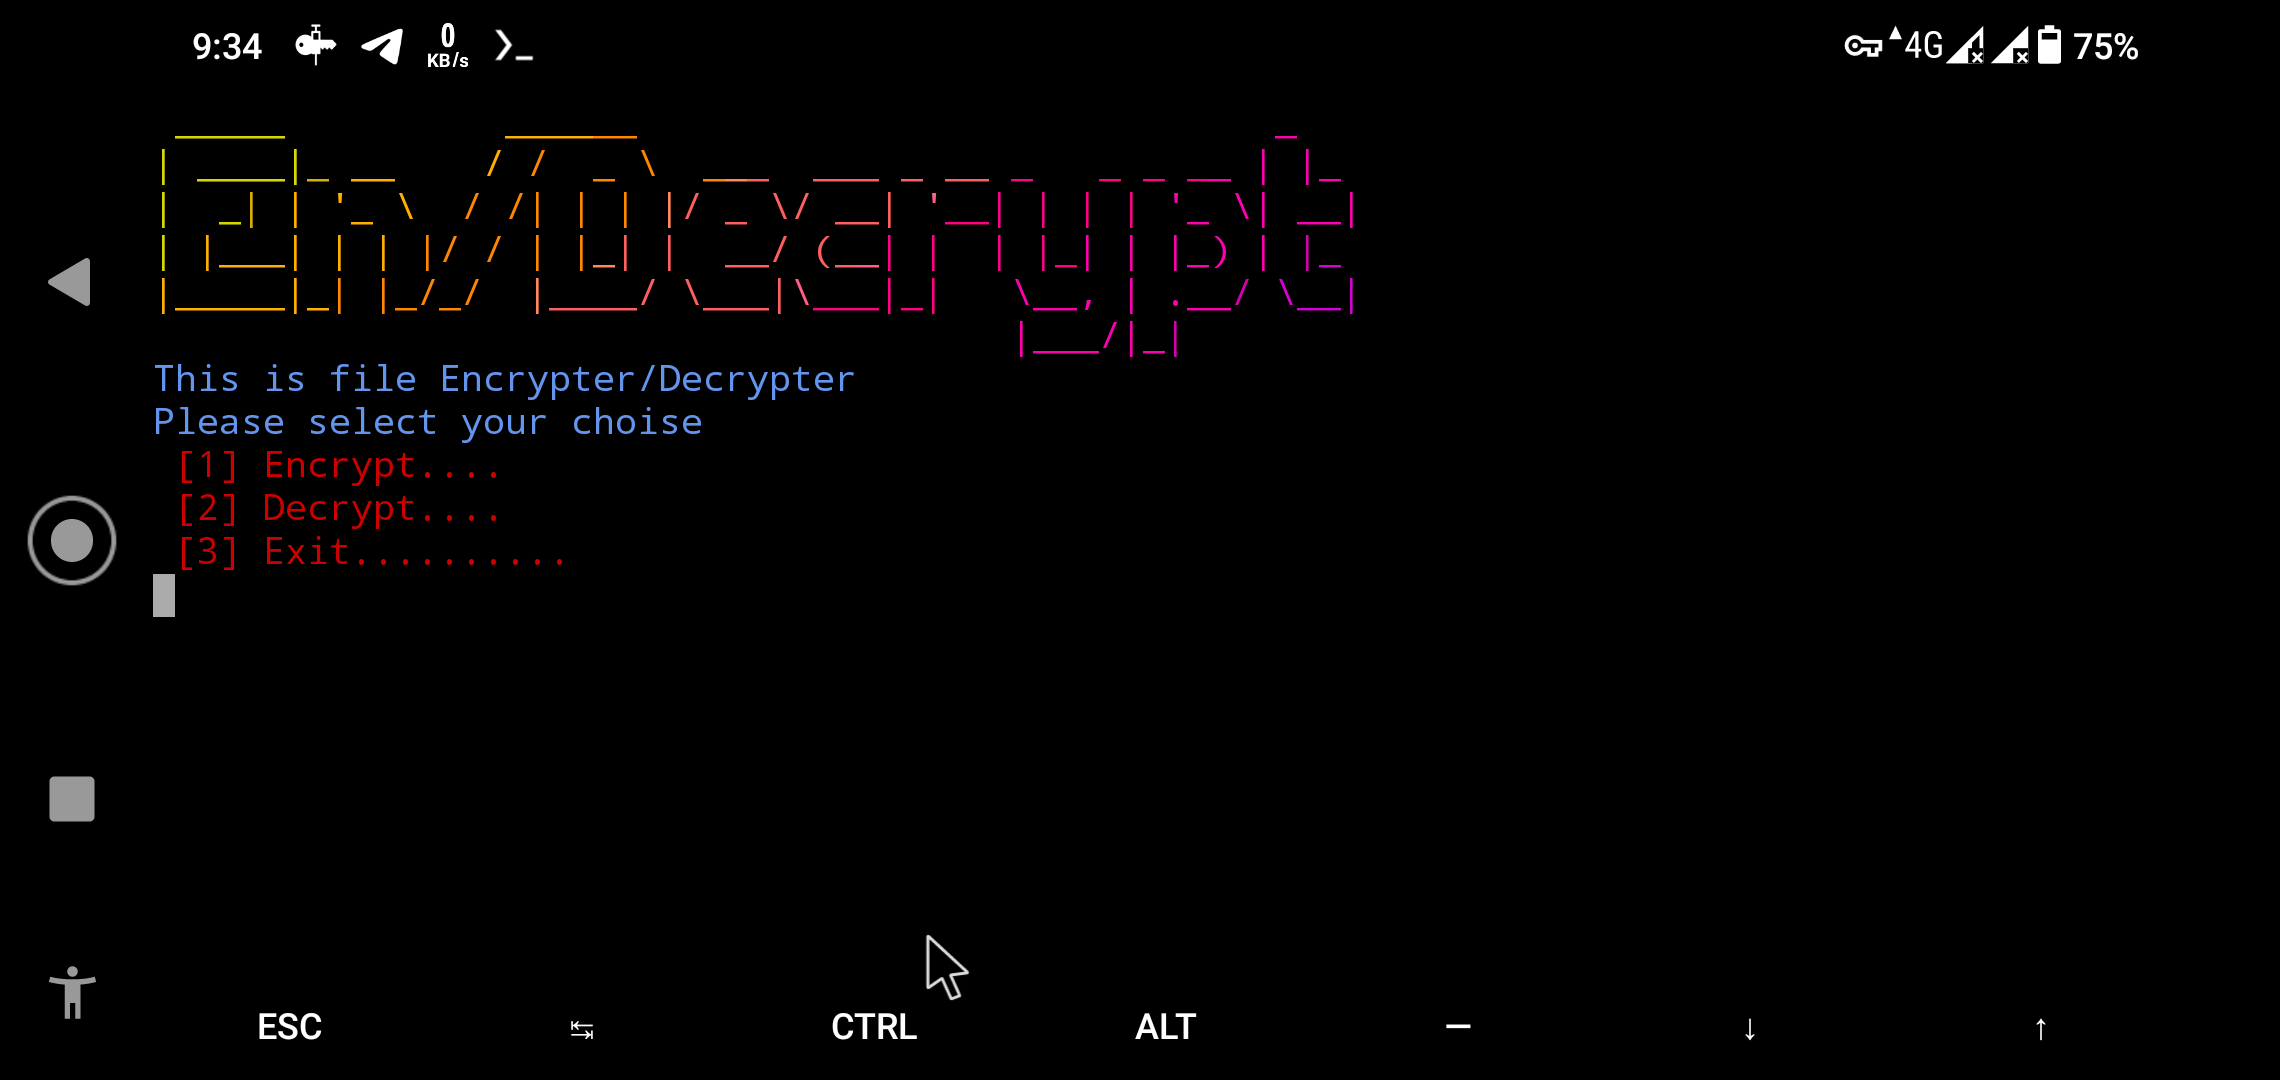 9:34 0 KB/s 4G 75%
En/Decrypt
This is file Encrypter/Decrypter
Please select your choise
[1] Encrypt....
[2] Decrypt....
[3] Exit..........
ESC CTRL ALT — ↓ ↑